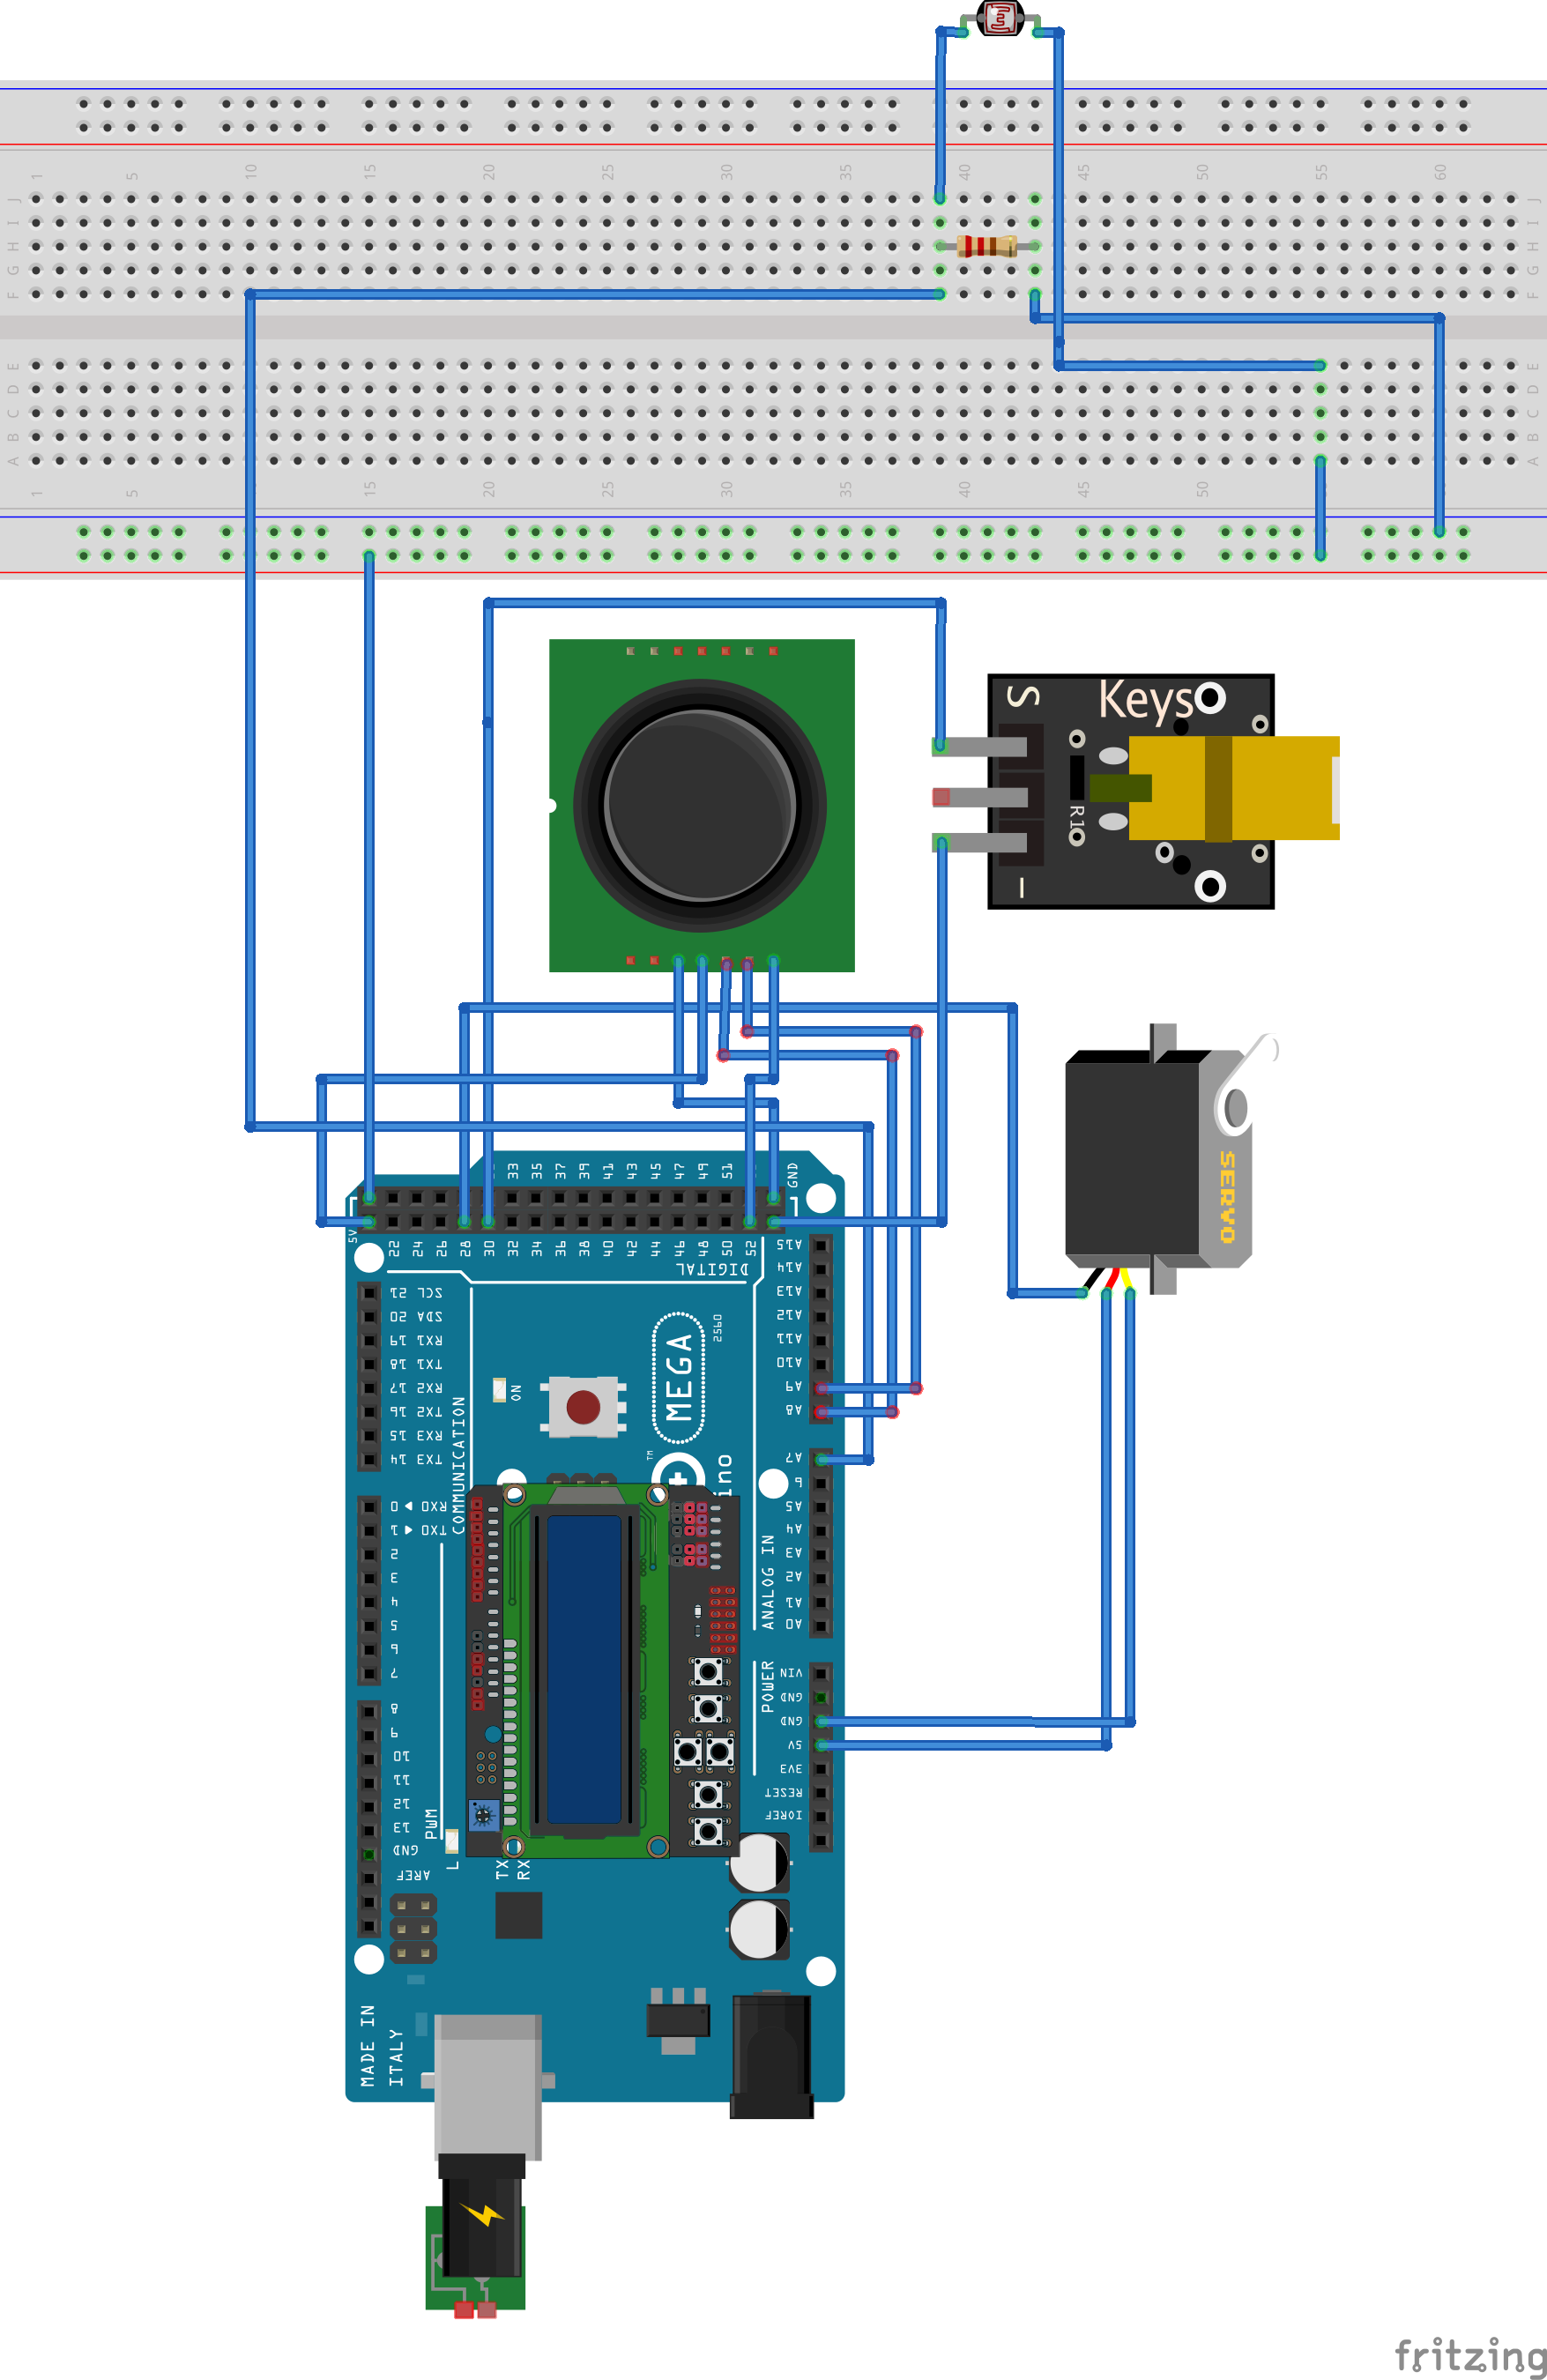 1 5 10 15 20 25 30 35 40 45 50 55 60
J J
I I
H H
G G
F F
E E
D D
C C
B B
A A
1 5 10 15 20 25 30 35 40 45 50
S
Keys
R1
–
SERVO
33 35 37 39 41 43 45 47 49 51 GND
5V 22 24 26 28 30 32 34 36 38 40 42 44 46 48 50 52
DIGITAL
A15
A14
A13
A12
A11
A10
A9
A8
A7
6
A5
A4
A3
A2
A1
A0
ANALOG IN
SCL 21
SDA 20
RX1 19
TX1 18
RX2 17
TX2 16
RX3 15
TX3 14
COMMUNICATION
RX0 ◀ 0
TX0 ▶ 1
2
3
4
5
6
7
8
9
10
11
12
13
GND
AREF
PWM
L
TX
RX
ON
MEGA
2560
TM
ino
POWER
VIN
GND
GND
5V
3V3
RESET
IOREF
MADE IN
ITALY
fritzing